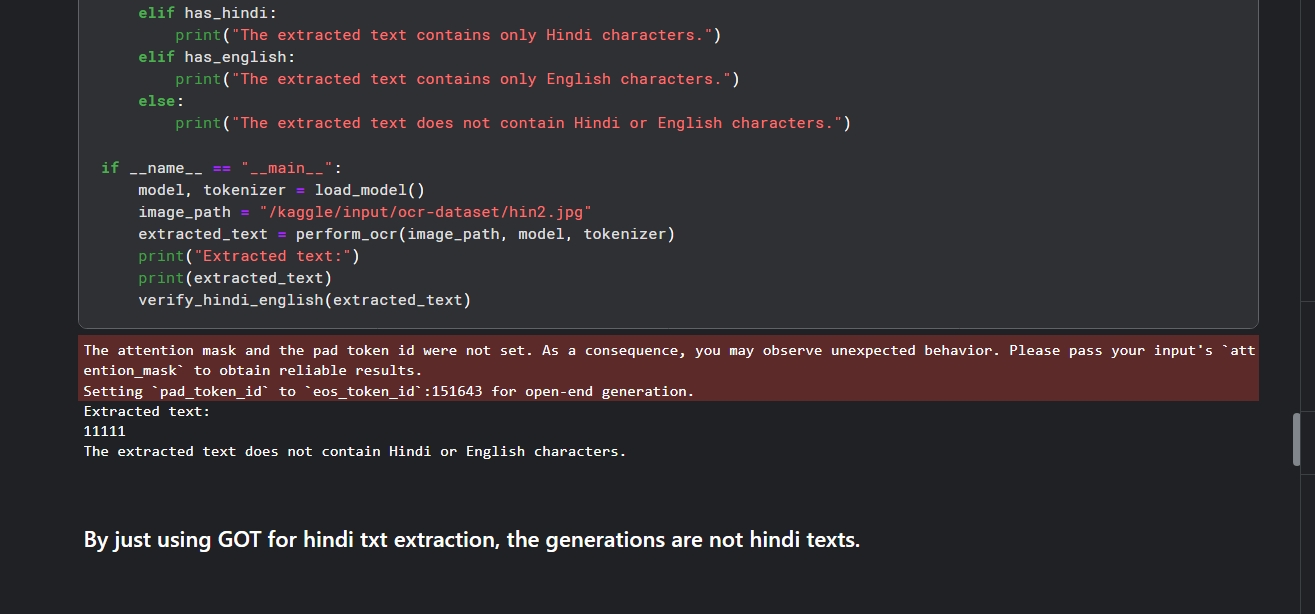 elif has_hindi:
print("The extracted text contains only Hindi characters.")
elif has_english:
print("The extracted text contains only English characters.")
else:
print("The extracted text does not contain Hindi or English characters.")
if __name__ == "__main__":
model, tokenizer = load_model()
image_path = "/kaggle/input/ocr-dataset/hin2.jpg"
extracted_text = perform_ocr(image_path, model, tokenizer)
print("Extracted text:")
print(extracted_text)
verify_hindi_english(extracted_text)
The attention mask and the pad token id were not set. As a consequence, you may observe unexpected behavior. Please pass your input's `att
ention_mask` to obtain reliable results.
Setting `pad_token_id` to `eos_token_id`:151643 for open-end generation.
Extracted text:
11111
The extracted text does not contain Hindi or English characters.
By just using GOT for hindi txt extraction, the generations are not hindi texts.